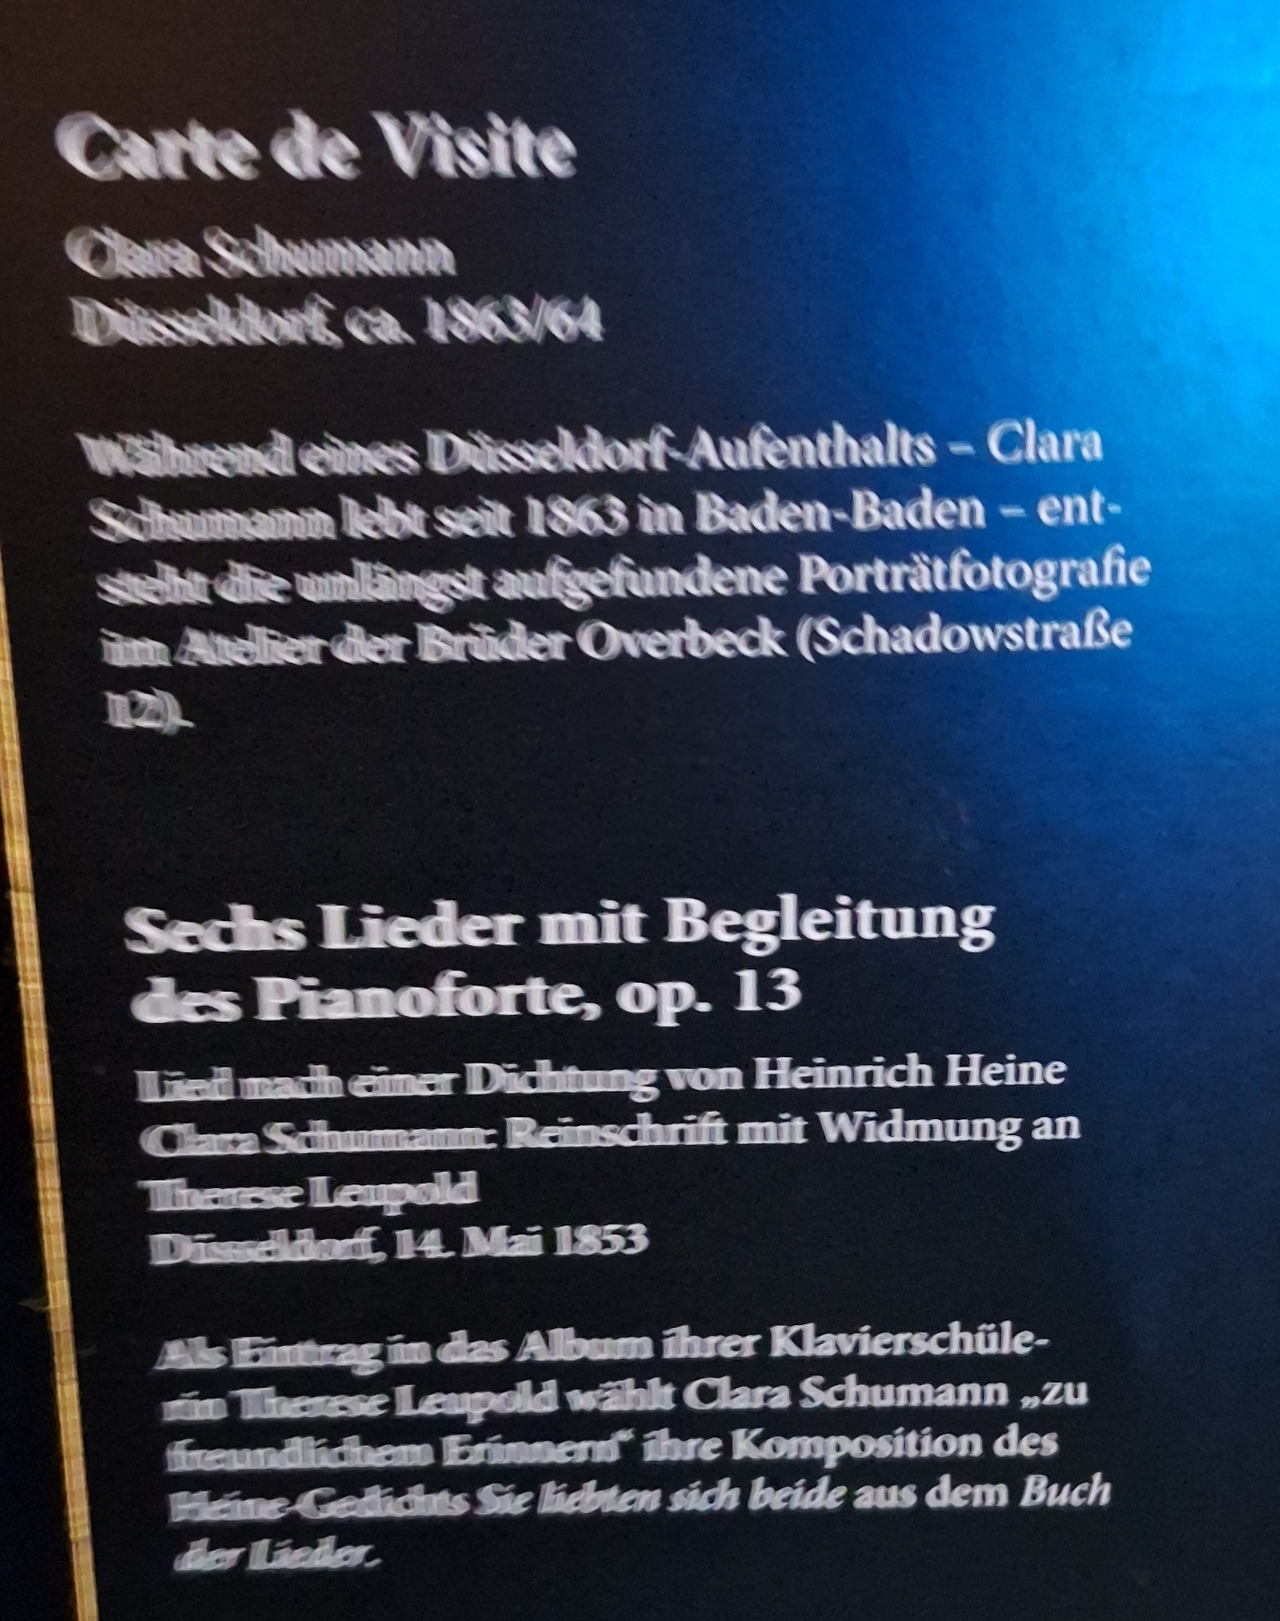 Carte de Visite
Clara Schumann
Düsseldorf, ca. 1863/64
Während eines Düsseldorf-Aufenthalts – Clara
Schumann lebt seit 1863 in Baden-Baden – ent-
steht die unlängst aufgefundene Porträtfotografie
im Atelier der Brüder Overbeck (Schadowstraße
12).
Sechs Lieder mit Begleitung
des Pianoforte, op. 13
Lied nach einer Dichtung von Heinrich Heine
Clara Schumann: Reinschrift mit Widmung an
Therese Leupold
Düsseldorf, 14. Mai 1853
Als Eintrag in das Album ihrer Klavierschüle-
rin Therese Leupold wählt Clara Schumann „zu
freundlichem Erinnern“ ihre Komposition des
Heine-Gedichts Sie liebten sich beide aus dem Buch
der Lieder.